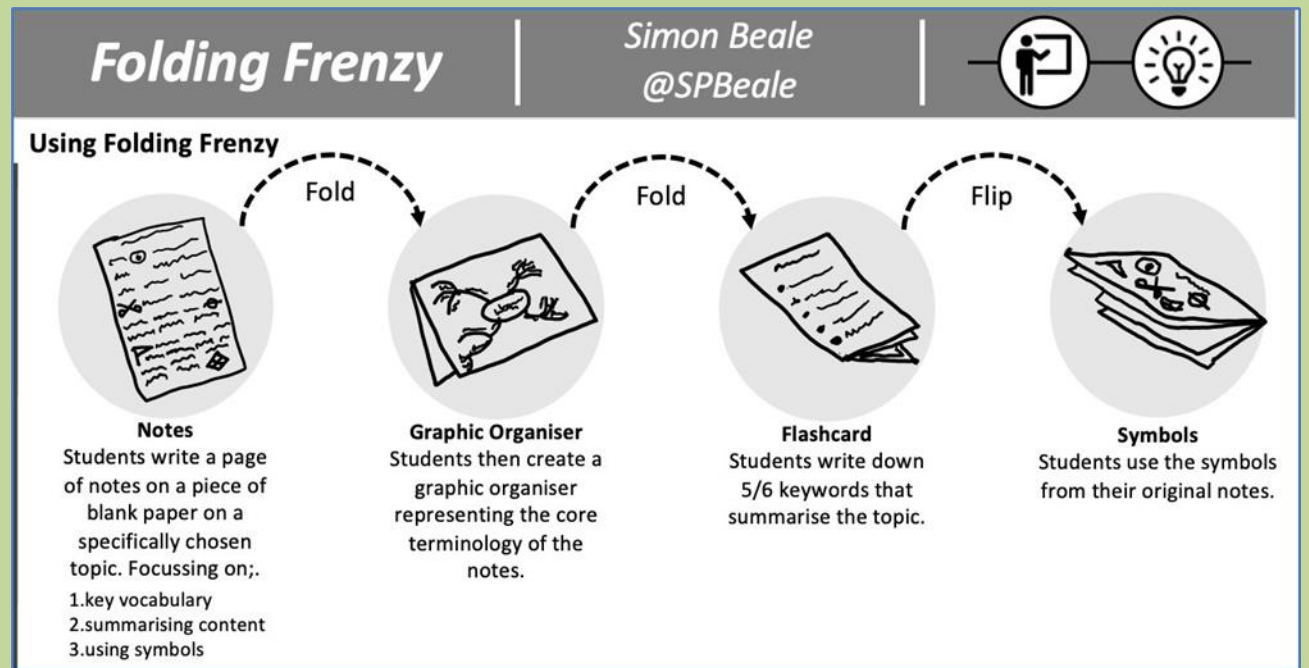 Folding Frenzy
Simon Beale
@SPBeale
Using Folding Frenzy
Fold
Fold
Flip
Notes
Students write a page
of notes on a piece of
blank paper on a
specifically chosen
topic. Focussing on;.
1.key vocabulary
2.summarising content
3.using symbols
Graphic Organiser
Students then create a
graphic organiser
representing the core
terminology of the
notes.
Flashcard
Students write down
5/6 keywords that
summarise the topic.
Symbols
Students use the symbols
from their original notes.